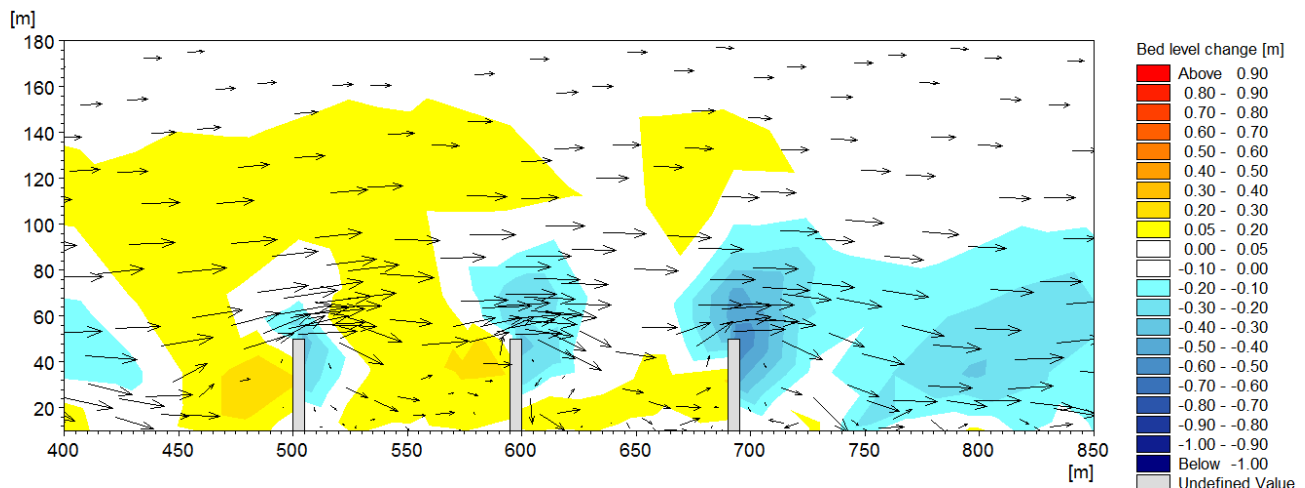 [m]
180
160
140
120
100
80
60
40
20
400 450 500 550 600 650 700 750 800 850
[m]
Bed level change [m]
Above 0.90
0.80 - 0.90
0.70 - 0.80
0.60 - 0.70
0.50 - 0.60
0.40 - 0.50
0.30 - 0.40
0.20 - 0.30
0.05 - 0.20
0.00 - 0.05
-0.10 - 0.00
-0.20 - -0.10
-0.30 - -0.20
-0.40 - -0.30
-0.50 - -0.40
-0.60 - -0.50
-0.70 - -0.60
-0.80 - -0.70
-0.90 - -0.80
-1.00 - -0.90
Below -1.00
Undefined Value